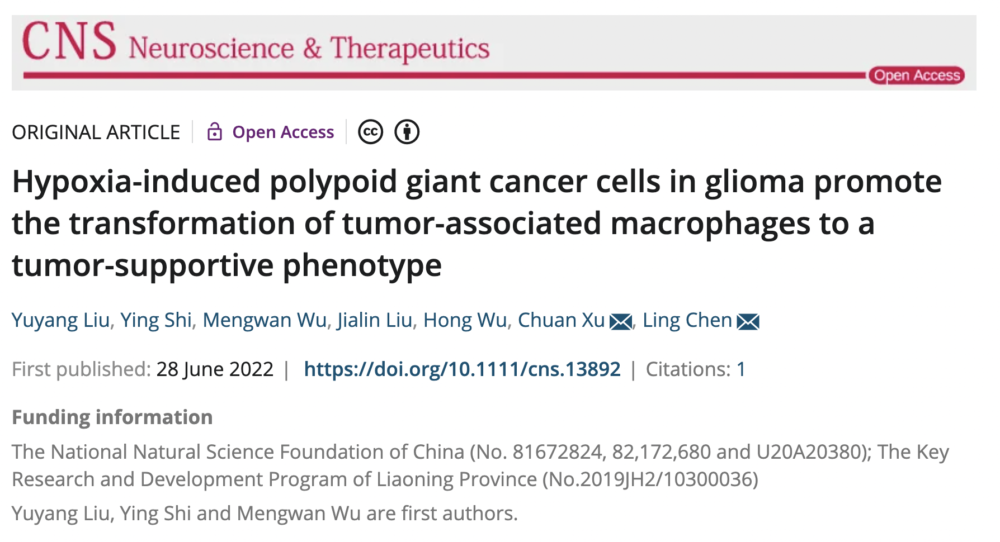 CNS Neuroscience & Therapeutics
Open Access
ORIGINAL ARTICLE | Open Access | cc
Hypoxia-induced polypoid giant cancer cells in glioma promote
the transformation of tumor-associated macrophages to a
tumor-supportive phenotype
Yuyang Liu, Ying Shi, Mengwan Wu, Jialin Liu, Hong Wu, Chuan Xu, Ling Chen
First published: 28 June 2022 | https://doi.org/10.1111/cns.13892 | Citations: 1
Funding information
The National Natural Science Foundation of China (No. 81672824, 82,172,680 and U20A20380); The Key
Research and Development Program of Liaoning Province (No.2019JH2/10300036)
Yuyang Liu, Ying Shi and Mengwan Wu are first authors.